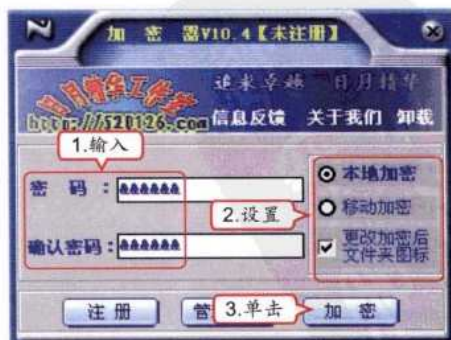 加 密 器V10.4【未注册】
日月精华工作室
追求卓越 日月精华
http://520126.com
信息反馈 关于我们 卸载
1.输入
密 码：&&&&&&
本地加密
2.设置
移动加密
确认密码：&&&&&&
更改加密后
文件夹图标
注 册
管
3.单击
加 密